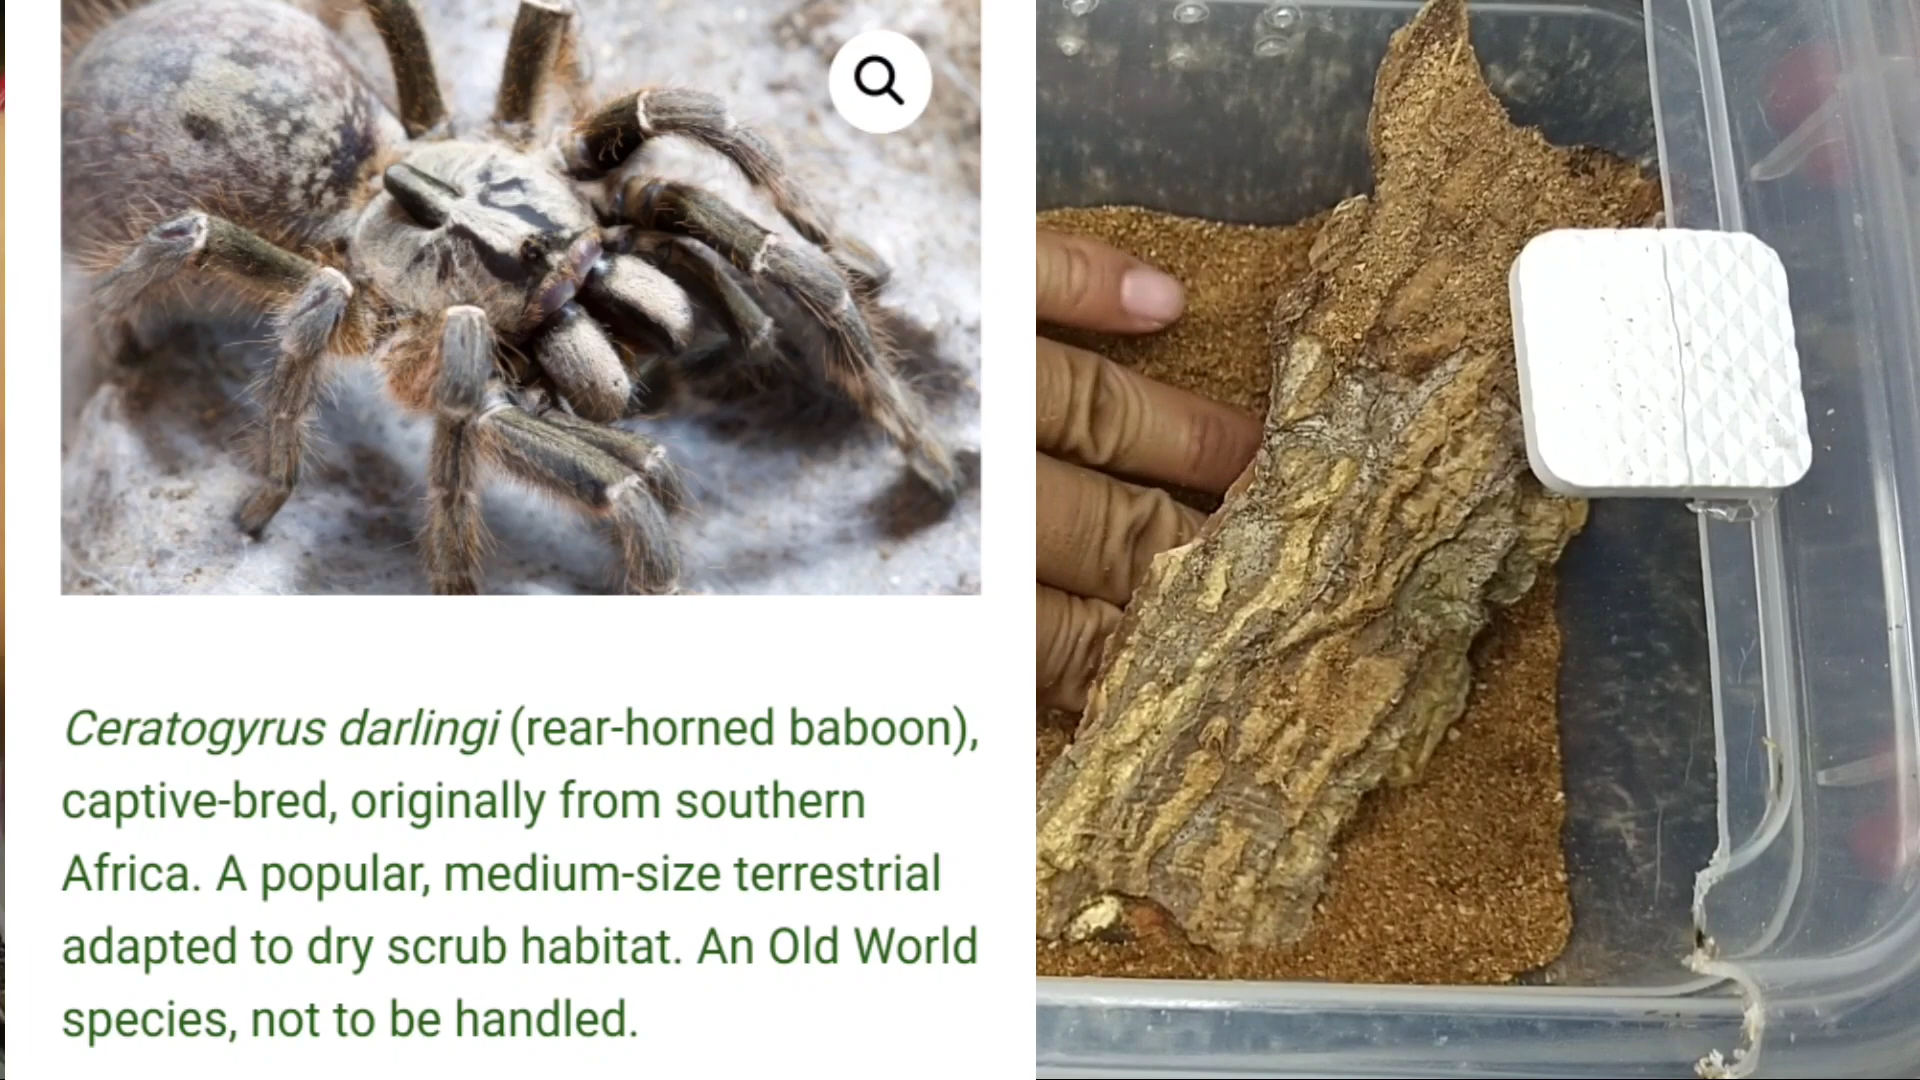 Ceratogyrus darlingi (rear-horned baboon),
captive-bred, originally from southern
Africa. A popular, medium-size terrestrial
adapted to dry scrub habitat. An Old World
species, not to be handled.